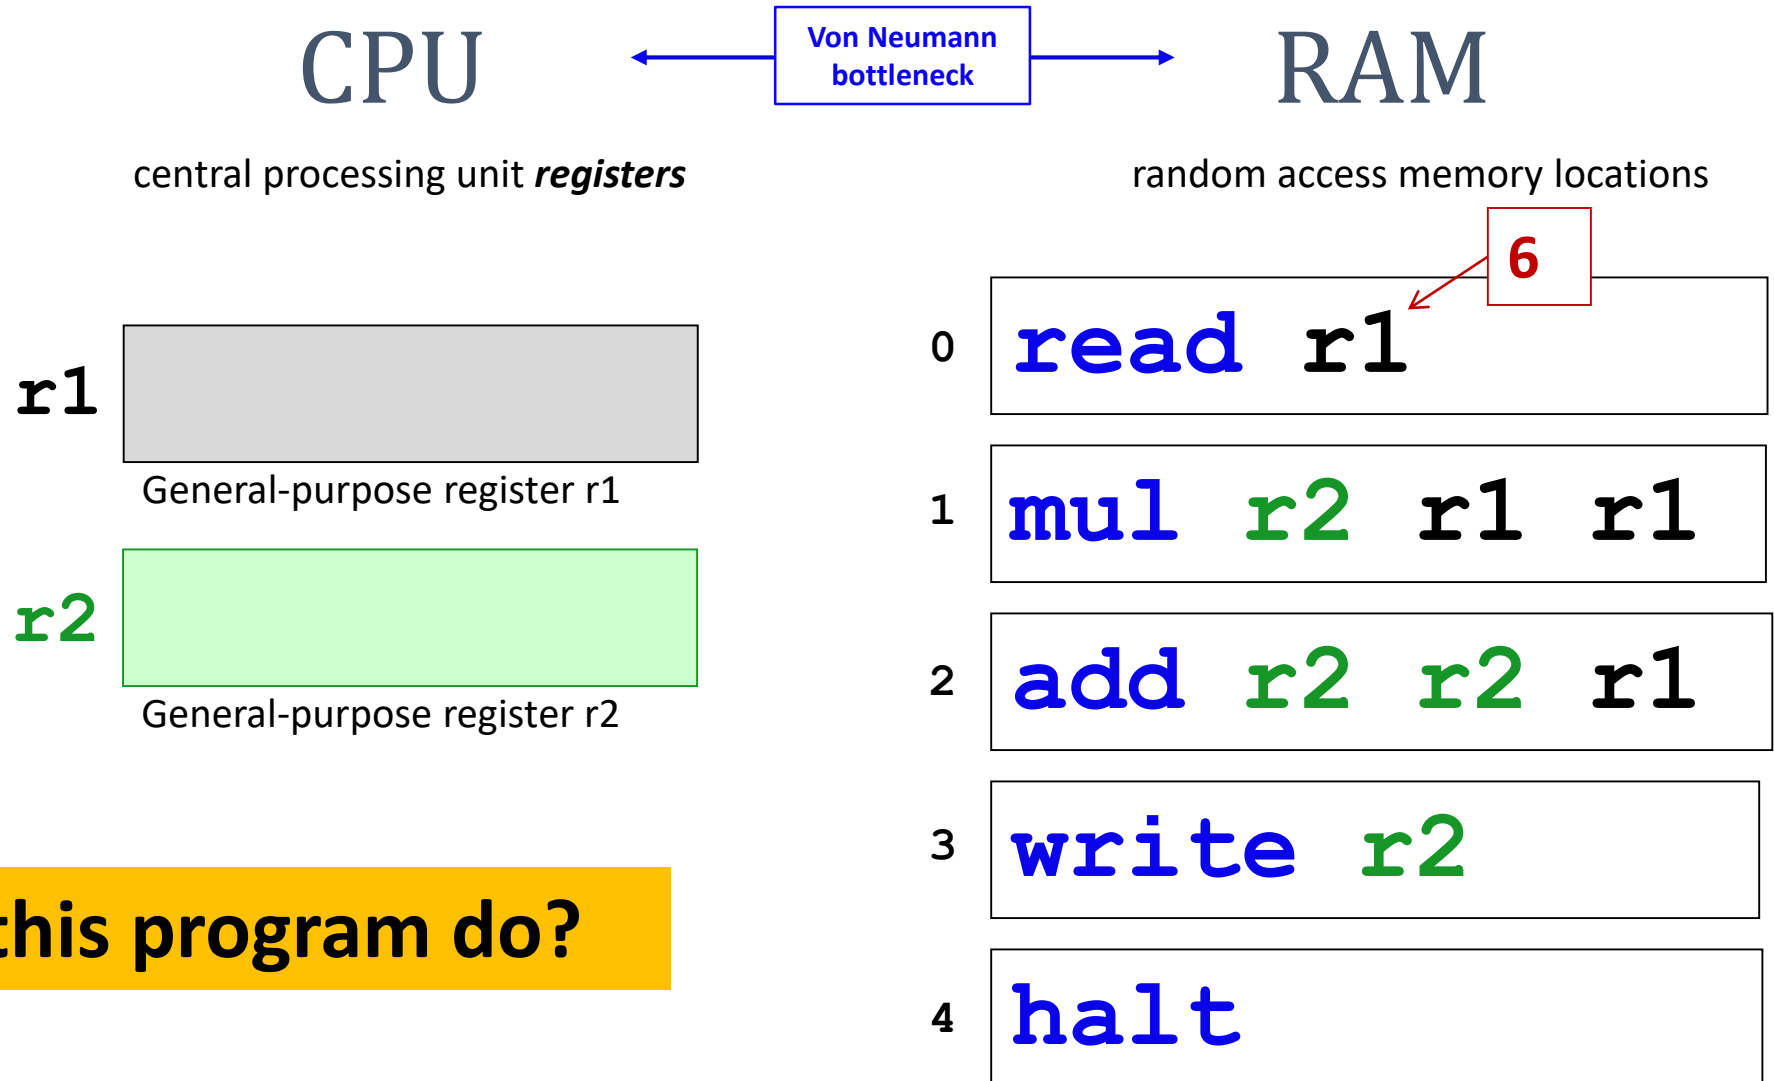 CPU
Von Neumann
bottleneck
RAM
central processing unit registers
random access memory locations
6
r1
General-purpose register r1
r2
General-purpose register r2
this program do?
0 read r1
1 mul r2 r1 r1
2 add r2 r2 r1
3 write r2
4 halt